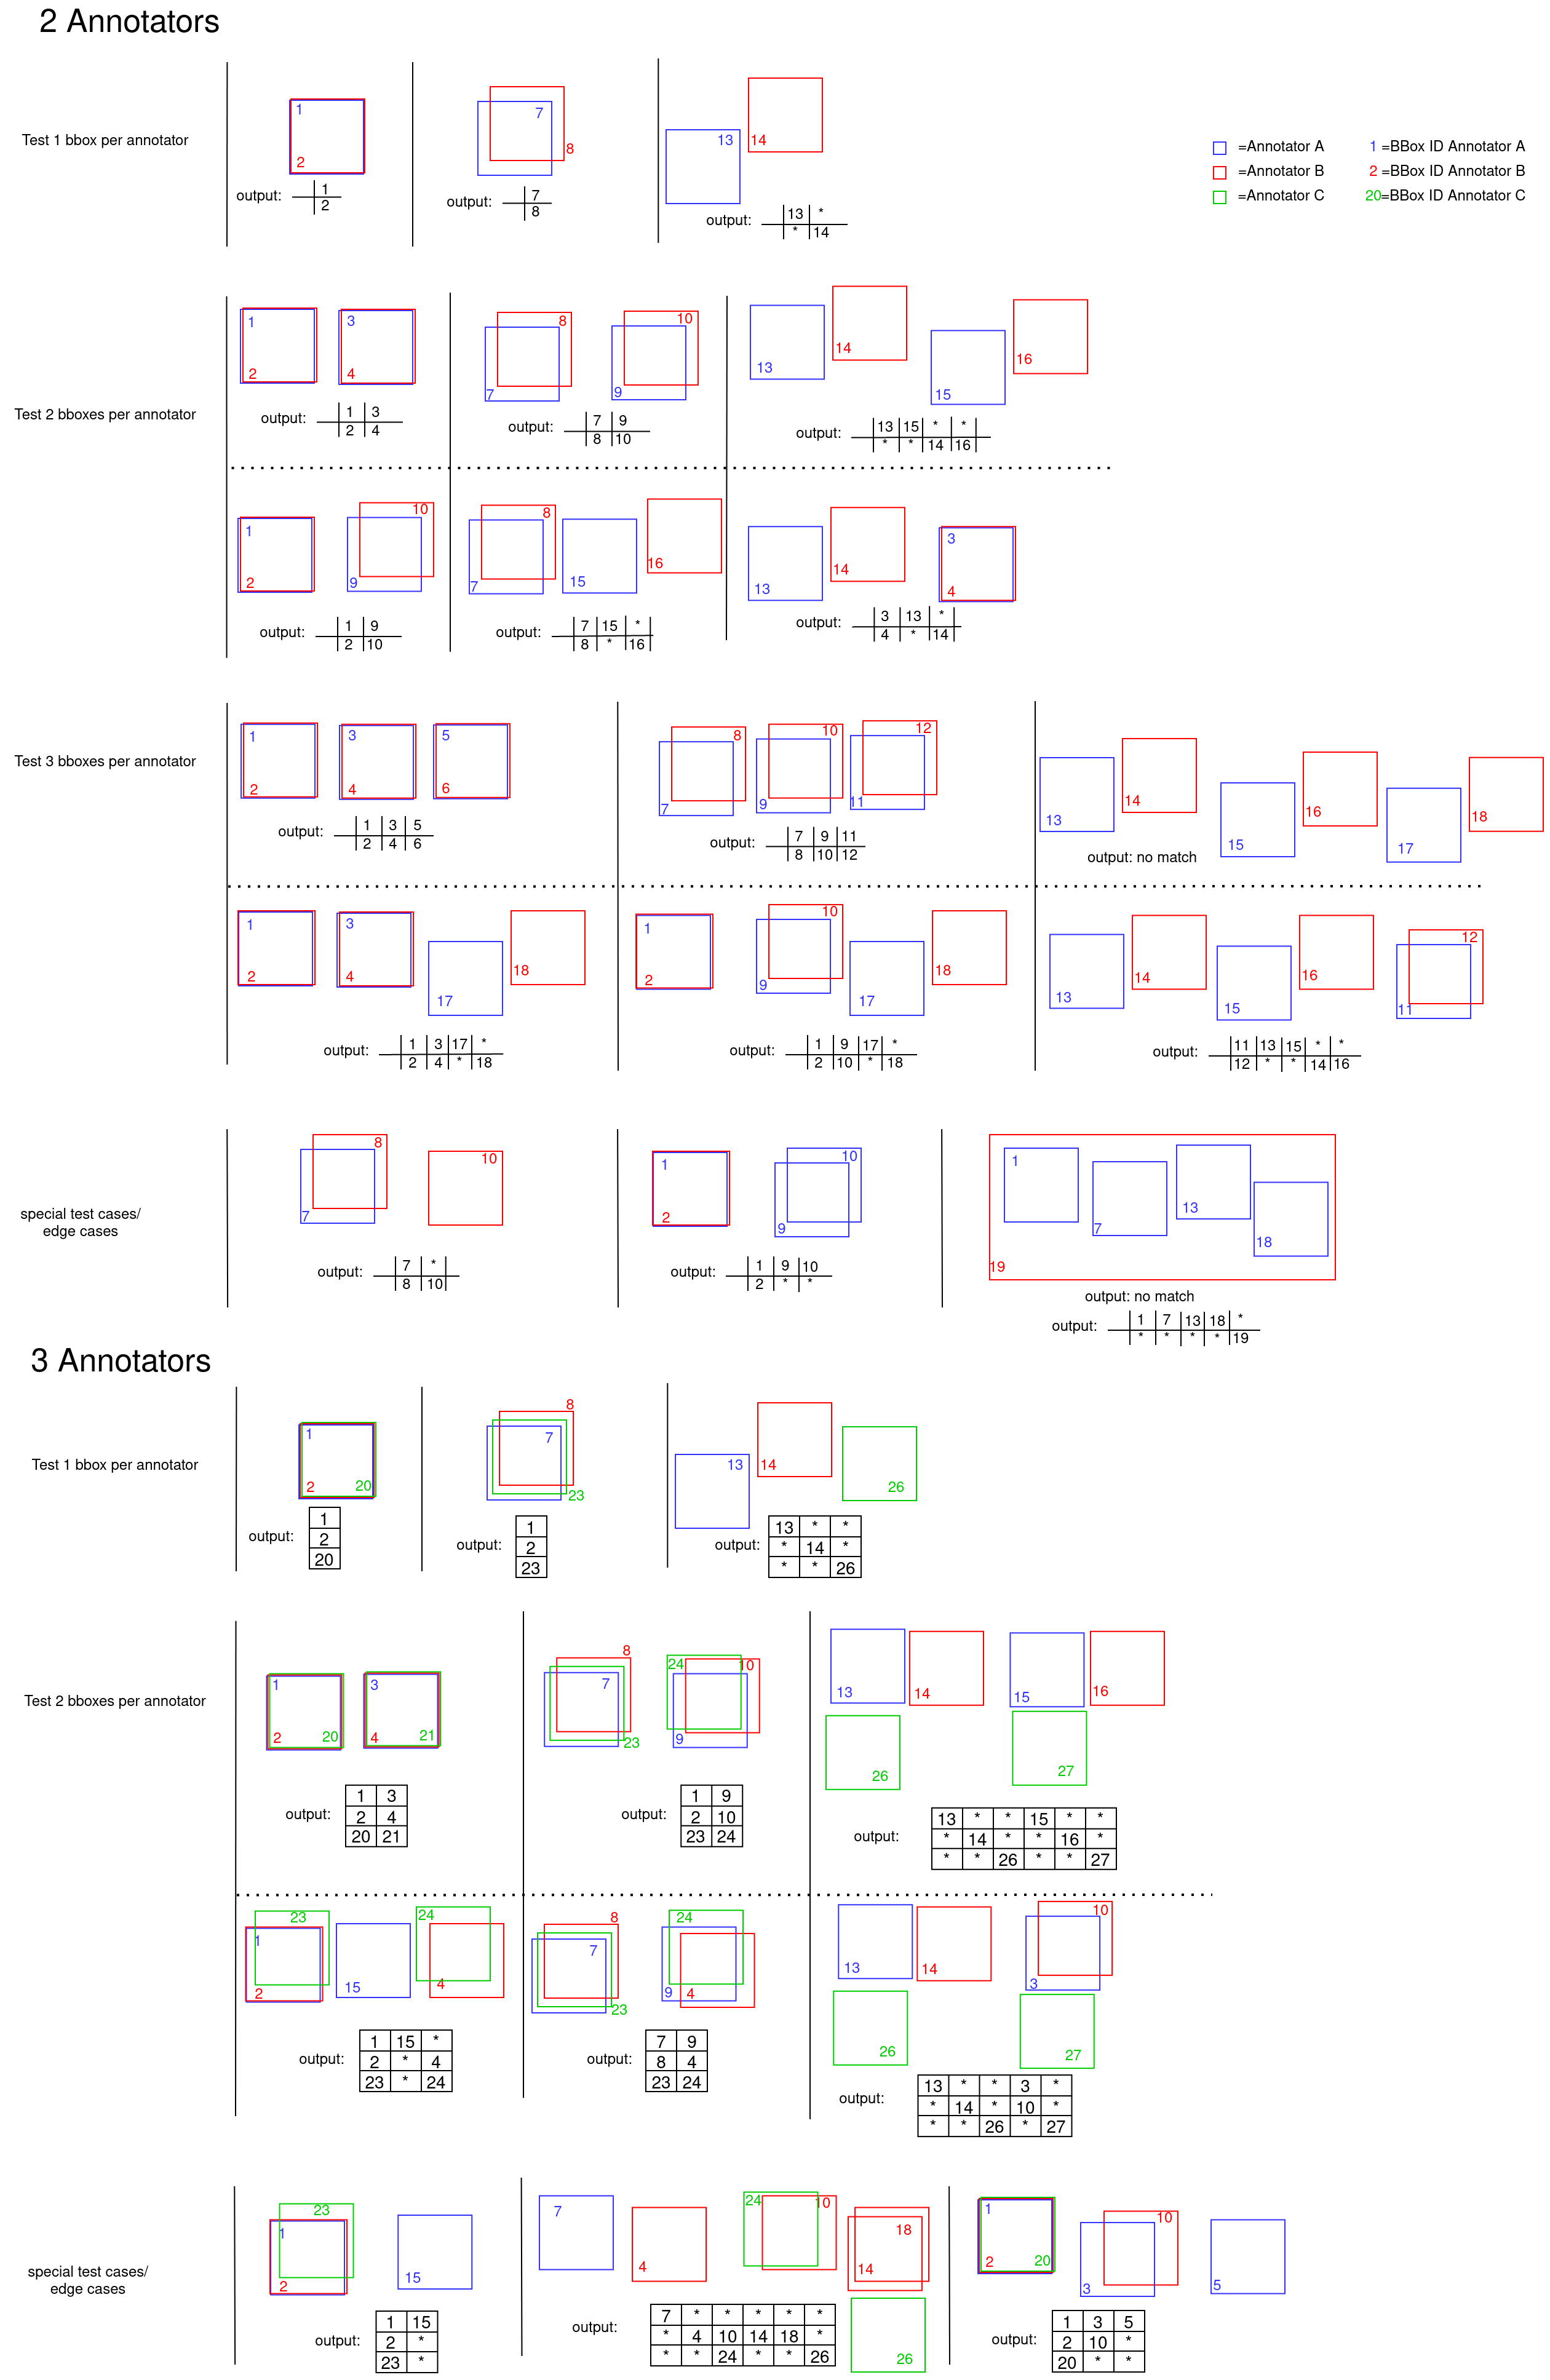 2 Annotators
Test 1 bbox per annotator
1
2
output:
1
2
7
8
output:
7
8
13
14
output:
13 *
* 14
=Annotator A 1 =BBox ID Annotator A
=Annotator B 2 =BBox ID Annotator B
=Annotator C 20=BBox ID Annotator C
Test 2 bboxes per annotator
1 3
2 4
output:
1 3
2 4
8 10
7 9
output:
7 9
8 10
14 16
13 15
output:
13 15 * *
* * 14 16
1 10
2 9
output:
1 9
2 10
8 16
7 15
output:
7 15 *
8 * 16
14 3
13 4
output:
3 13 *
4 * 14
Test 3 bboxes per annotator
1 3 5
2 4 6
output:
1 3 5
2 4 6
8 10 12
7 9 11
output:
7 9 11
8 10 12
14 16 18
13 15 17
output: no match
1 3
2 4 17 18
output:
1 3 17 *
2 4 * 18
1 10
2 9 17 18
output:
1 9 17 *
2 10 * 18
14 16 12
13 15 11
output:
11 13 15 * *
12 * * 14 16
special test cases/
edge cases
8 10
7
output:
7 *
8 10
1 10
2 9
output:
1 9 10
2 * *
1 7 13 18
19
output: no match
output:
1 7 13 18 *
* * * * 19
3 Annotators
Test 1 bbox per annotator
1
2 20
output:
1
2
20
8
7
23
output:
1
2
23
13 14 26
output:
13 * *
* 14 *
* * 26
Test 2 bboxes per annotator
1 3
2 20 4 21
output:
1 3
2 4
20 21
8 24 10
7
23 9
output:
1 9
2 10
23 24
13 14 15 16
26 27
output:
13 * * 15 * *
* 14 * * 16 *
* * 26 * * 27
23 24
1
2 15 4
output:
1 15 *
2 * 4
23 * 24
8 24
7
23 9 4
output:
7 9
8 4
23 24
10
13 14 3
26 27
output:
13 * * 3 *
* 14 * 10 *
* * 26 * 27
special test cases/
edge cases
23
1
2 15
output:
1 15
2 *
23 *
7 24 10
4 18
14
26
output:
7 * * * * *
* 4 10 14 18 *
* * 24 * * 26
1 10
2 20 3 5
output:
1 3 5
2 10 *
20 * *